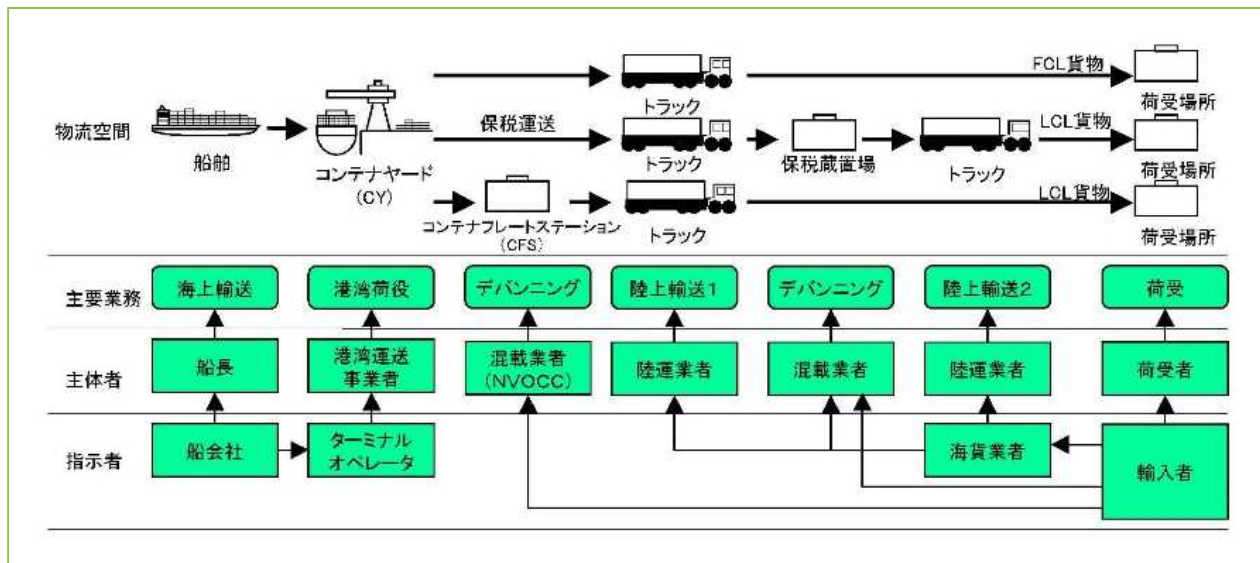 トラック
FCL貨物
荷受場所
物流空間
船舶
コンテナヤード
(CY)
保税運送
トラック
保税蔵置場
トラック
LCL貨物
荷受場所
コンテナフレートステーション
(CFS)
トラック
LCL貨物
荷受場所
主要業務
海上輸送
港湾荷役
デバンニング
陸上輸送1
デバンニング
陸上輸送2
荷受
主体者
船長
港湾運送
事業者
混載業者
(NVOCC)
陸運業者
混載業者
陸運業者
荷受者
指示者
船会社
ターミナル
オペレータ
海貨業者
輸入者